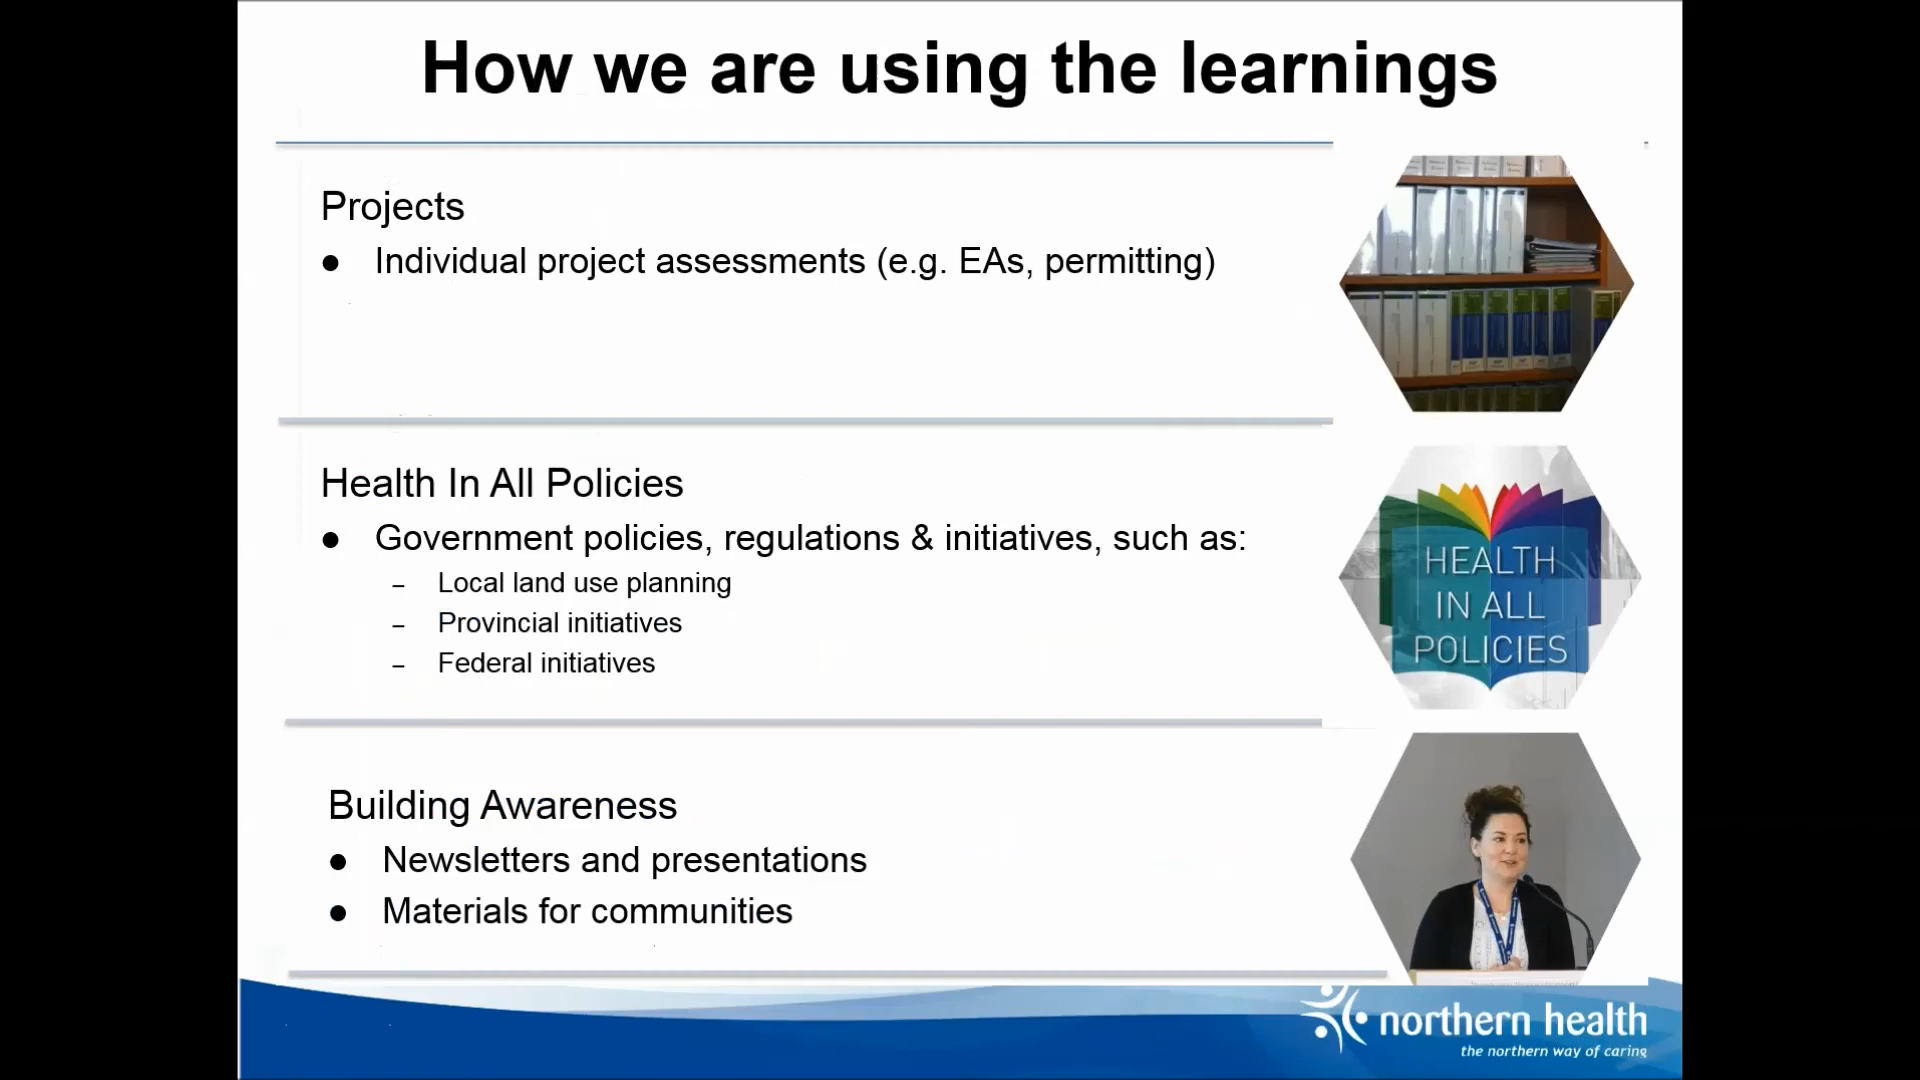 How we are using the learnings
Projects
● Individual project assessments (e.g. EAs, permitting)
Health In All Policies
● Government policies, regulations & initiatives, such as:
– Local land use planning
– Provincial initiatives
– Federal initiatives
HEALTH
IN ALL
POLICIES
Building Awareness
● Newsletters and presentations
● Materials for communities
northern health
the northern way of caring